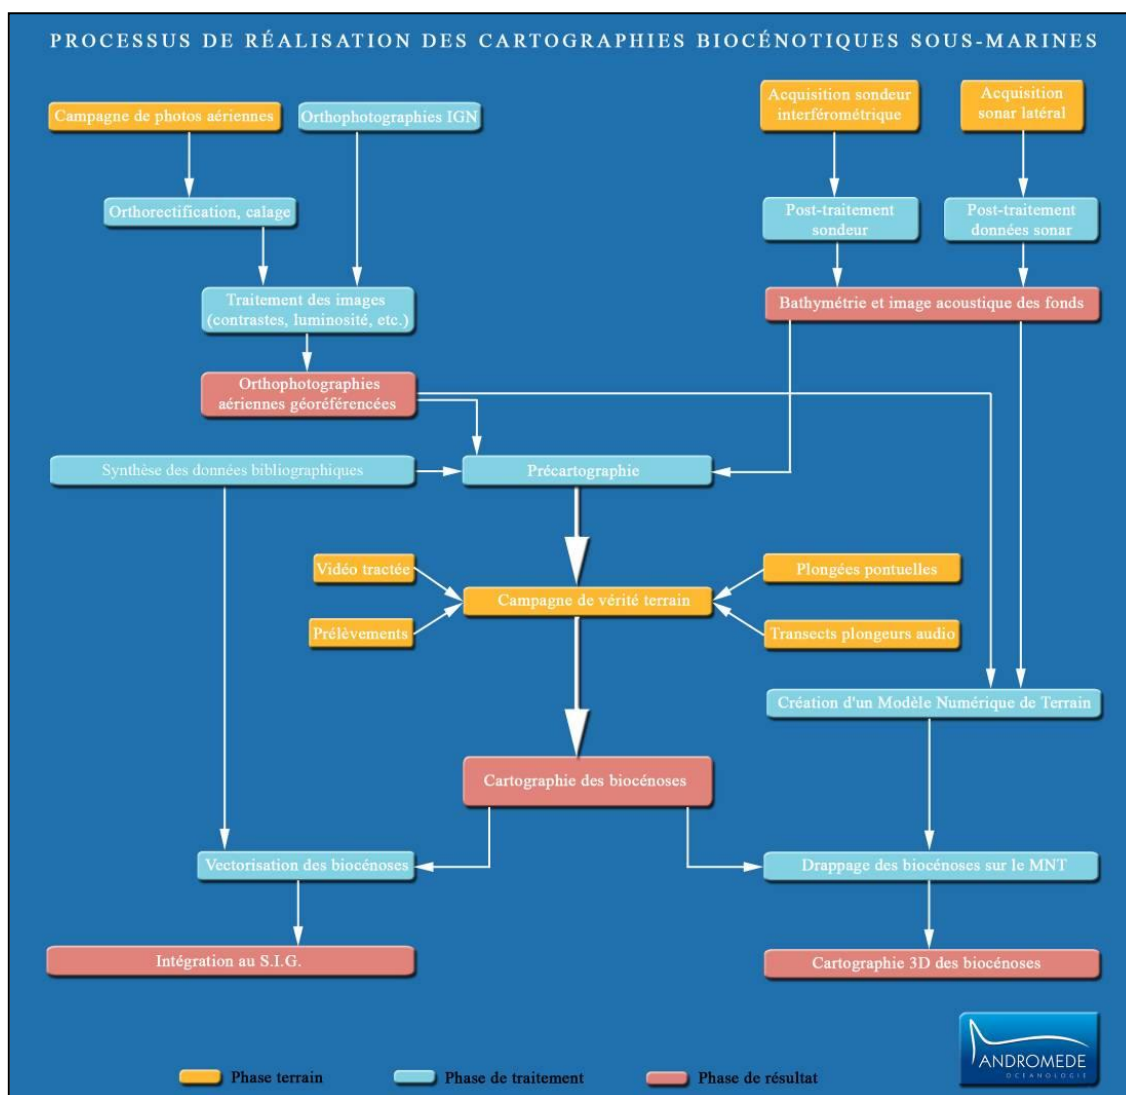 PROCESSUS DE RÉALISATION DES CARTOGRAPHIES BIOCÉNOTIQUES SOUS-MARINES
Campagne de photos aériennes
Orthophotographies IGN
Acquisition sondeur
interférométrique
Acquisition
sonar latéral
Orthorectification, calage
Post-traitement
sondeur
Post-traitement
données sonar
Traitement des images
(contrastes, luminosité, etc.)
Bathymétrie et image acoustique des fonds
Orthophotographies
aériennes géoréférencées
Synthèse des données bibliographiques
Précartographie
Vidéo tractée
Plongées pontuelles
Campagne de vérité terrain
Prélèvements
Transects plongeurs audio
Création d'un Modèle Numérique de Terrain
Cartographie des biocénoses
Vectorisation des biocénoses
Drappage des biocénoses sur le MNT
Intégration au S.I.G.
Cartographie 3D des biocénoses
ANDROMEDE
OCEANOLOGIE
Phase terrain
Phase de traitement
Phase de résultat